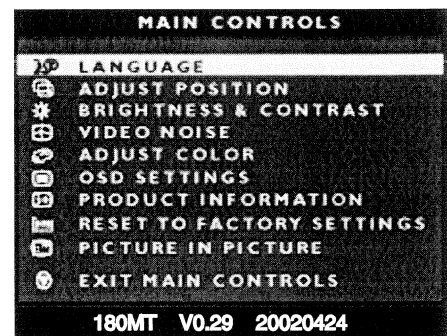 MAIN CONTROLS
LANGUAGE
ADJUST POSITION
BRIGHTNESS & CONTRAST
VIDEO NOISE
ADJUST COLOR
OSD SETTINGS
PRODUCT INFORMATION
RESET TO FACTORY SETTINGS
PICTURE IN PICTURE
EXIT MAIN CONTROLS
180MT V0.29 20020424